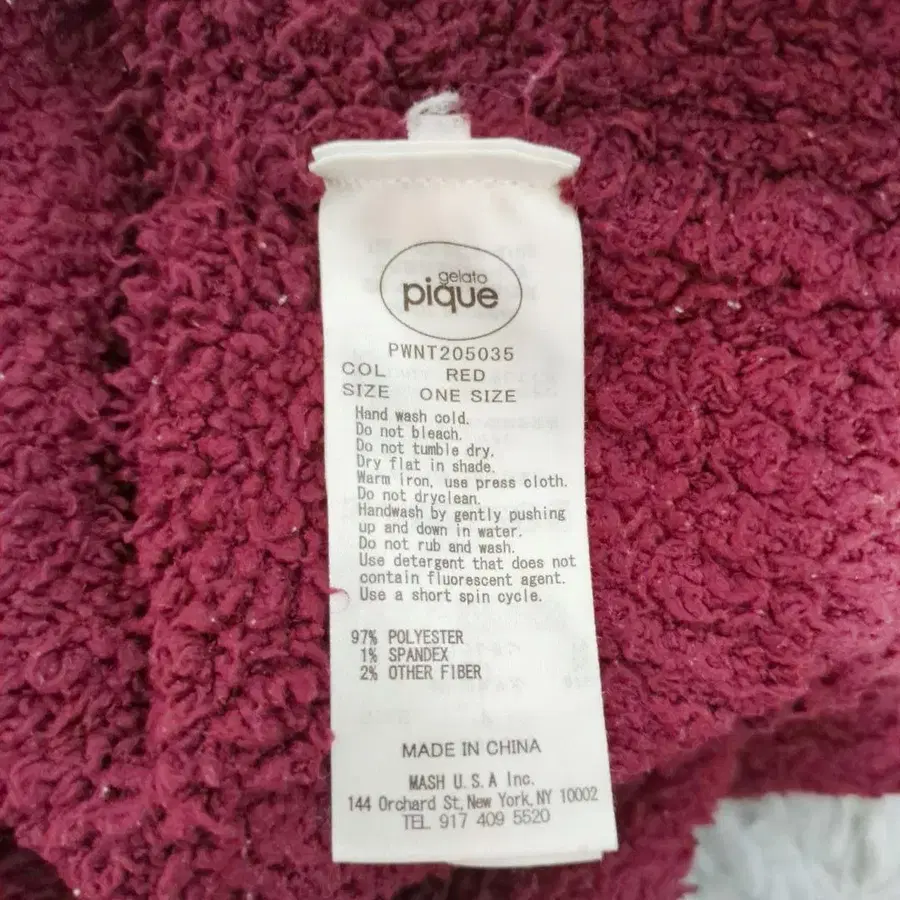 gelato
pique
PWNT205035
COL RED
SIZE ONE SIZE
Hand wash cold.
Do not bleach.
Do not tumble dry.
Dry flat in shade.
Warm iron, use press cloth.
Do not dryclean.
Handwash by gently pushing
up and down in water.
Do not rub and wash.
Use detergent that does not
contain fluorescent agent.
Use a short spin cycle.
97% POLYESTER
1% SPANDEX
2% OTHER FIBER
MADE IN CHINA
MASH U.S.A Inc.
144 Orchard St, New York, NY 10002
TEL 917 409 5520